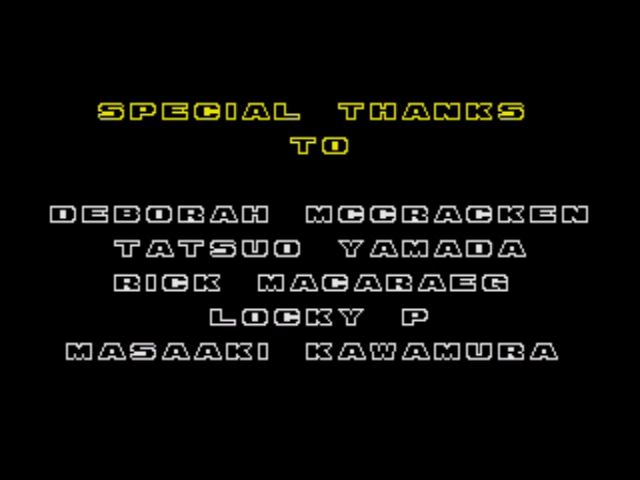 SPECIAL THANKS
TO
DEBORAH MCCRACKEN
TATSUO YAMADA
RICK MACARAEG
LOCKY P
MASAAKI KAWAMURA